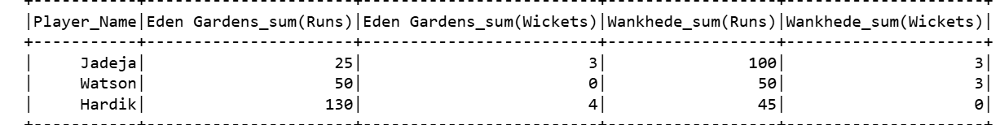 +-----------+----------------------+-------------------------+------------------+---------------------+
|Player_Name|Eden Gardens_sum(Runs)|Eden Gardens_sum(Wickets)|Wankhede_sum(Runs)|Wankhede_sum(Wickets)|
+-----------+----------------------+-------------------------+------------------+---------------------+
|     Jadeja|                    25|                        3|               100|                    3|
|     Watson|                    50|                        0|                50|                    3|
|     Hardik|                   130|                        4|                45|                    0|
+-----------+----------------------+-------------------------+------------------+---------------------+